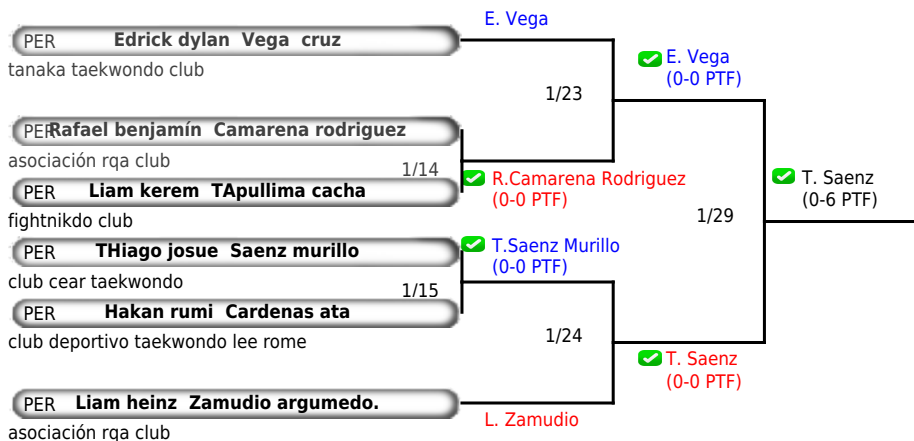 E. Vega
PER Edrick dylan Vega cruz
tanaka taekwondo club
E. Vega
(0-0 PTF)
1/23
PER Rafael benjamín Camarena rodriguez
asociación rqa club
1/14
R.Camarena Rodriguez
(0-0 PTF)
PER Liam kerem TApullima cacha
fightnikdo club
T. Saenz
(0-6 PTF)
1/29
PER THiago josue Saenz murillo
club cear taekwondo
T.Saenz Murillo
(0-0 PTF)
1/15
PER Hakan rumi Cardenas ata
club deportivo taekwondo lee rome
1/24
T. Saenz
(0-0 PTF)
PER Liam heinz Zamudio argumedo.
asociación rqa club
L. Zamudio